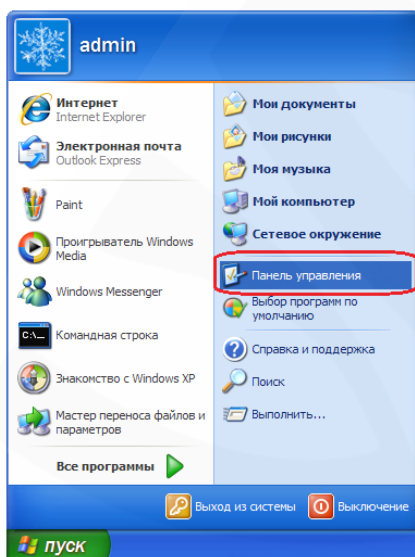 admin
Интернет
Internet Explorer
Электронная почта
Outlook Express
Paint
Проигрыватель Windows
Media
Windows Messenger
C:\_
Командная строка
Знакомство с Windows XP
Мастер переноса файлов и
параметров
Все программы
Мои документы
Мои рисунки
Моя музыка
Мой компьютер
Сетевое окружение
Панель управления
Выбор программ по
умолчанию
Справка и поддержка
Поиск
Выполнить...
Выход из системы
Выключение
пуск